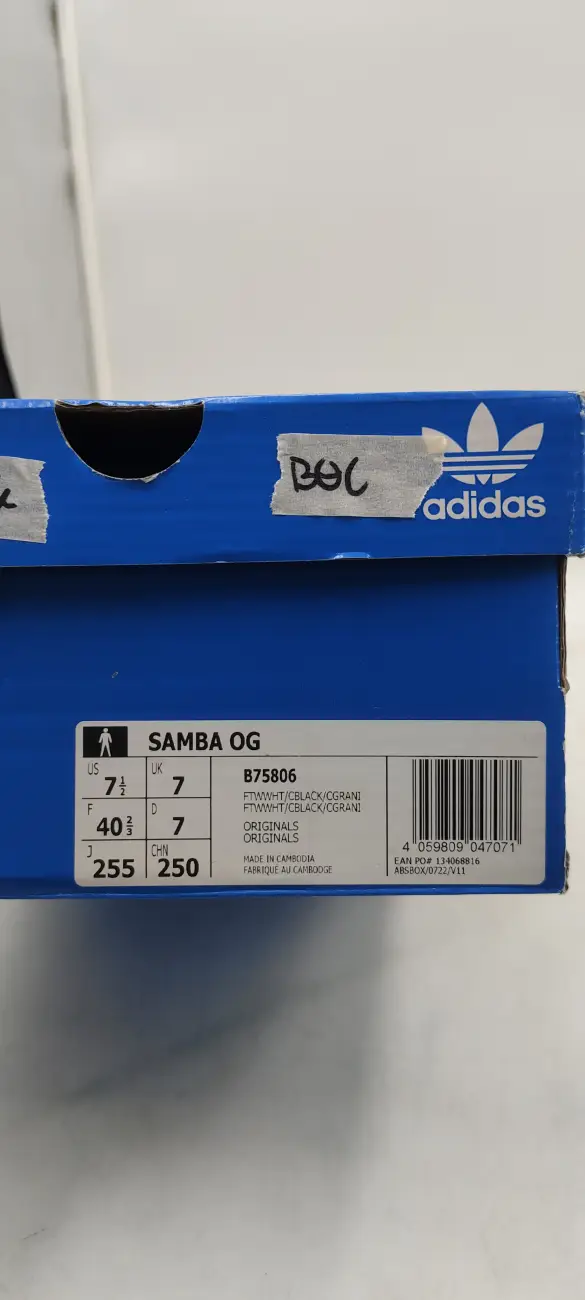 BOC
adidas
SAMBA OG
US 7½
UK 7
F 40⅔
D 7
J 255
CHN 250
B75806
FTWWHT/CBLACK/CGRANI
FTWWHT/CBLACK/CGRANI
ORIGINALS
ORIGINALS
MADE IN CAMBODIA
FABRIQUÉ AU CAMBODGE
4 059809 047071
EAN PO# 134068816
ABSBOX/0722/V11